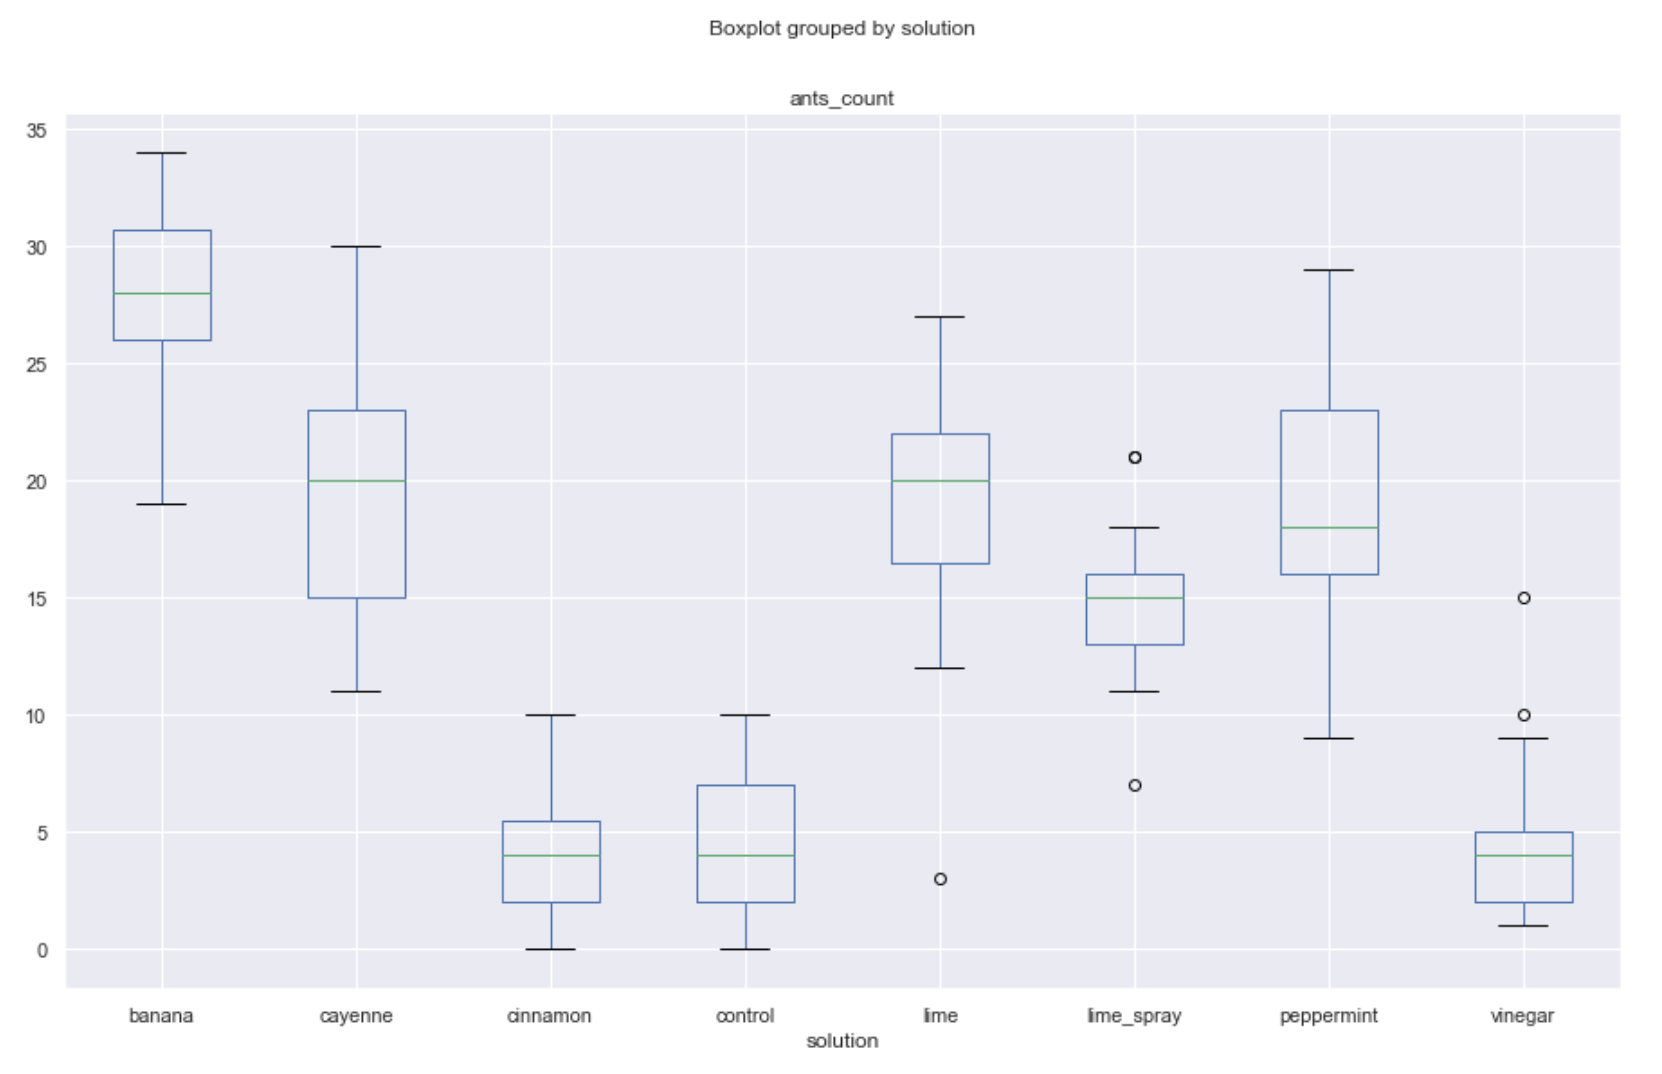 Boxplot grouped by solution
ants_count
35
30
25
20
15
10
5
0
banana cayenne cinnamon control lime lime_spray peppermint vinegar
solution